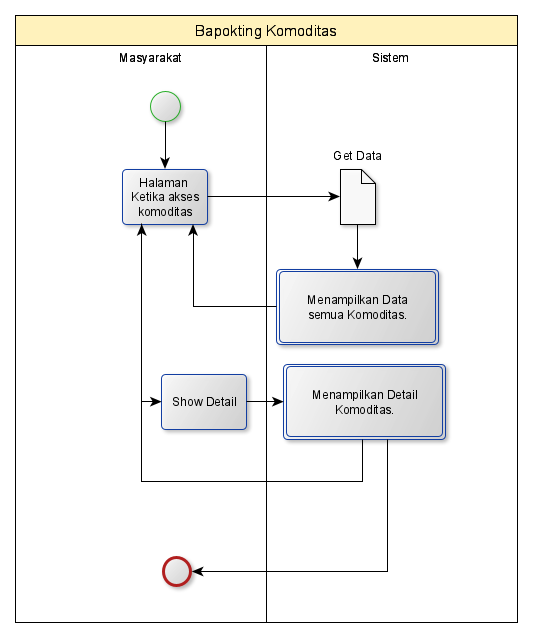 Bapokting Komoditas
Masyarakat
Sistem
Get Data
Halaman
Ketika akses
komoditas
Menampilkan Data
semua Komoditas.
Show Detail
Menampilkan Detail
Komoditas.